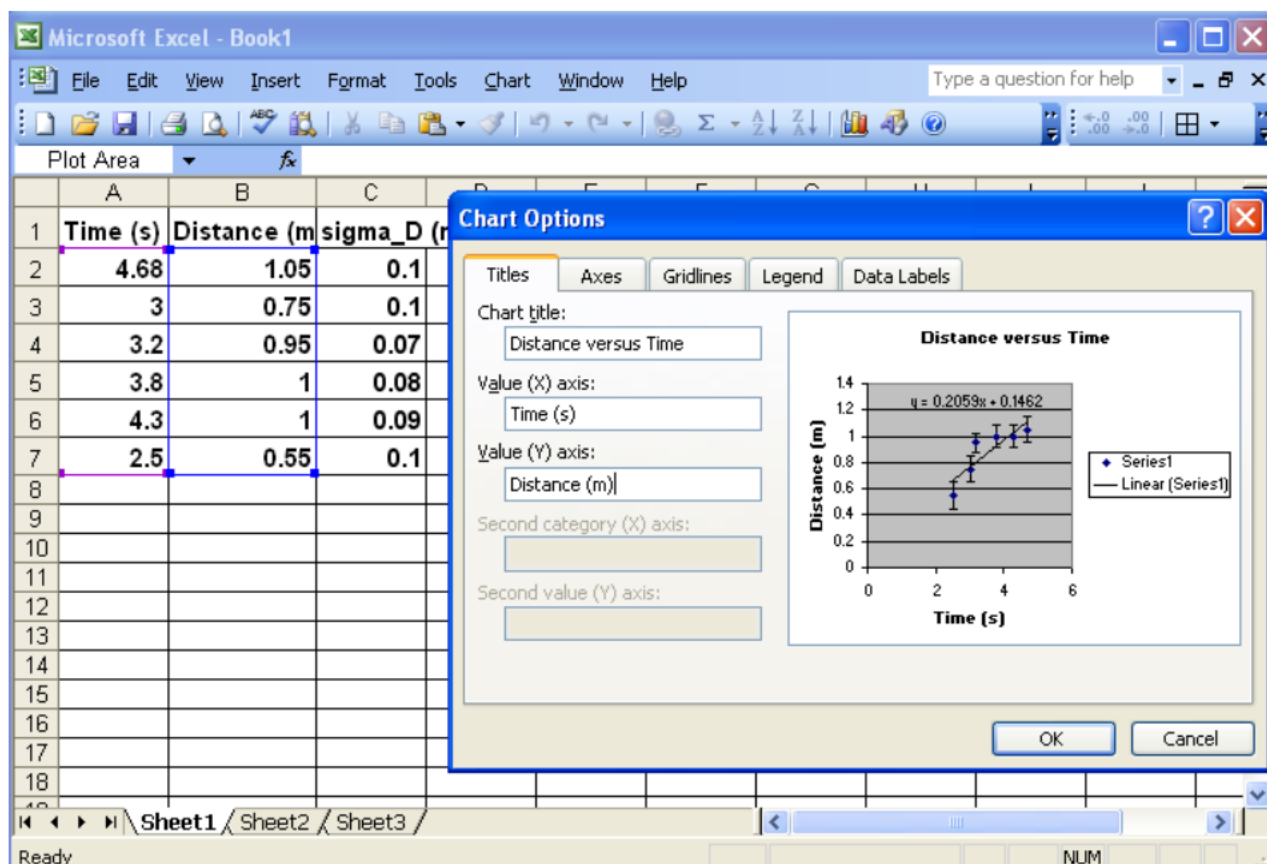 Microsoft Excel - Book1
File Edit View Insert Format Tools Chart Window Help Type a question for help
Plot Area fx
A B C
1 Time (s) Distance (m sigma_D (
2 4.68 1.05 0.1
3 3 0.75 0.1
4 3.2 0.95 0.07
5 3.8 1 0.08
6 4.3 1 0.09
7 2.5 0.55 0.1
8
9
10
11
12
13
14
15
16
17
18
Chart Options
Titles Axes Gridlines Legend Data Labels
Chart title:
Distance versus Time
Value (X) axis:
Time (s)
Value (Y) axis:
Distance (m)
Second category (X) axis:
Second value (Y) axis:
Distance versus Time
1.4
1.2
1
0.8
0.6
0.4
0.2
0
y = 0.2059x + 0.1462
Distance (m)
0 2 4 6
Time (s)
Series1
Linear (Series1)
OK Cancel
Sheet1 Sheet2 Sheet3
Ready NUM